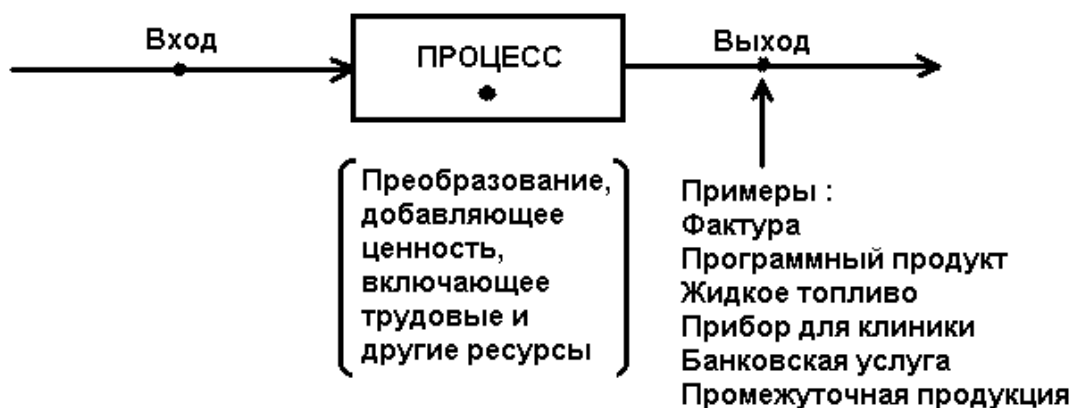 Вход
ПРОЦЕСС
Выход
Преобразование,
добавляющее
ценность,
включающее
трудовые и
другие ресурсы
Примеры :
Фактура
Программный продукт
Жидкое топливо
Прибор для клиники
Банковская услуга
Промежуточная продукция